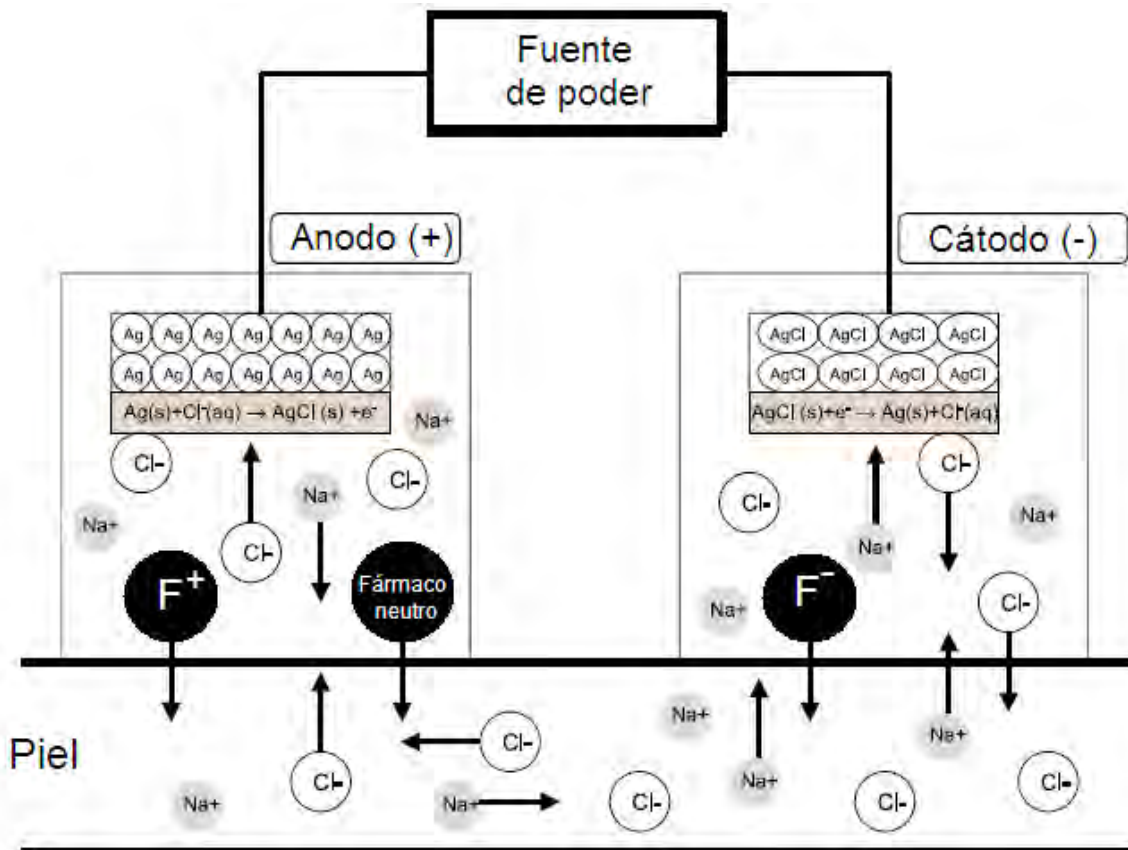 Fuente
de poder
Anodo (+)
Cátodo (-)
Ag Ag Ag Ag Ag Ag Ag
Ag Ag Ag Ag Ag Ag Ag
Ag(s)+Cl-(aq) → AgCl (s) +e-
AgCl AgCl AgCl AgCl
AgCl AgCl AgCl AgCl
AgCl (s)+e- → Ag(s)+Cl-(aq)
Na+
Cl-
Cl-
Na+
Na+
Cl-
F+
Fármaco
neutro
Cl-
Cl-
Na+
Na+
Na+
F-
Cl-
Piel
Cl-
Na+
Cl-
Na+
Na+
Cl-
Na+
Na+
Cl-
Cl-